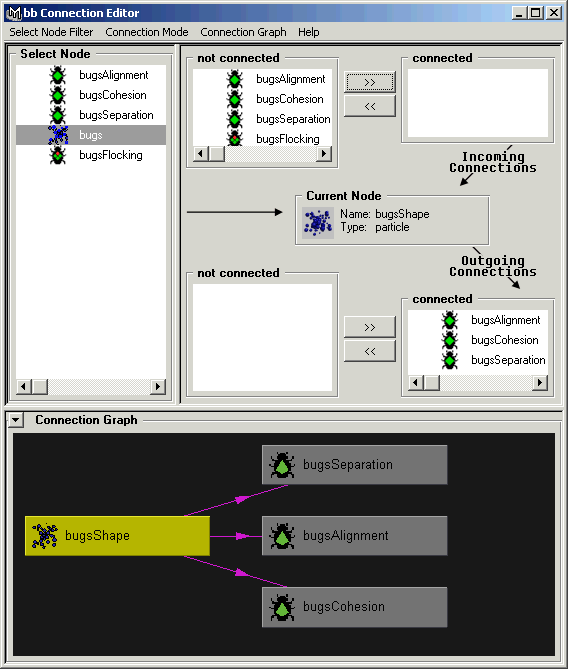 bb Connection Editor
Select Node Filter Connection Mode Connection Graph Help
Select Node
bugsAlignment
bugsCohesion
bugsSeparation
bugs
bugsFlocking
not connected
bugsAlignment
bugsCohesion
bugsSeparation
bugsFlocking
>>
<<
connected
Incoming
Connections
Current Node
Name: bugsShape
Type: particle
Outgoing
Connections
not connected
>>
<<
connected
bugsAlignment
bugsCohesion
bugsSeparation
Connection Graph
bugsSeparation
bugsShape
bugsAlignment
bugsCohesion